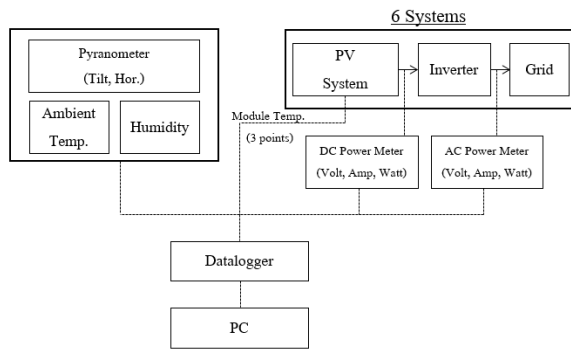 6 Systems
Pyranometer
(Tilt, Hor.)
Ambient
Temp.
Humidity
PV
System
Inverter
Grid
Module Temp.
(3 points)
DC Power Meter
(Volt, Amp, Watt)
AC Power Meter
(Volt, Amp, Watt)
Datalogger
PC